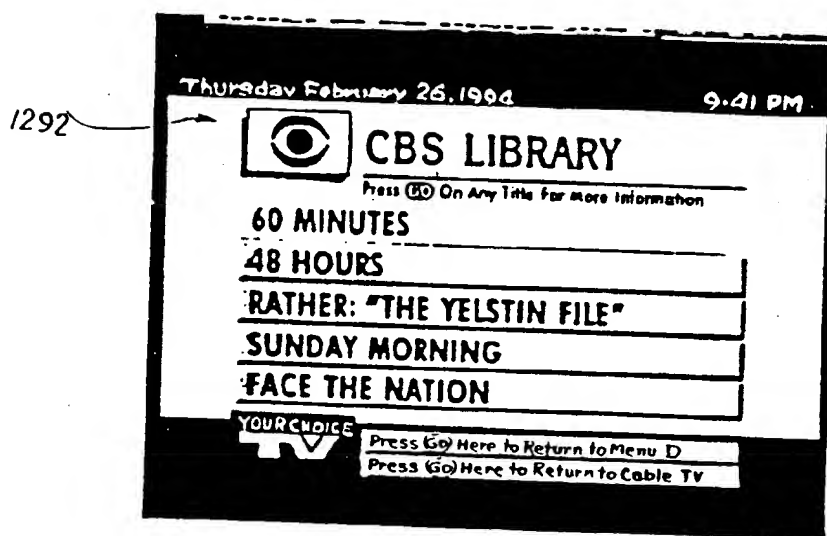 Thursday February 26, 1994 9:41 PM
1292
CBS LIBRARY
Press GO On Any Title for More Information
60 MINUTES
48 HOURS
RATHER: "THE YELSTIN FILE"
SUNDAY MORNING
FACE THE NATION
YOUR CHOICE
TV
Press Go Here to Return to Menu D
Press Go Here to Return to Cable TV